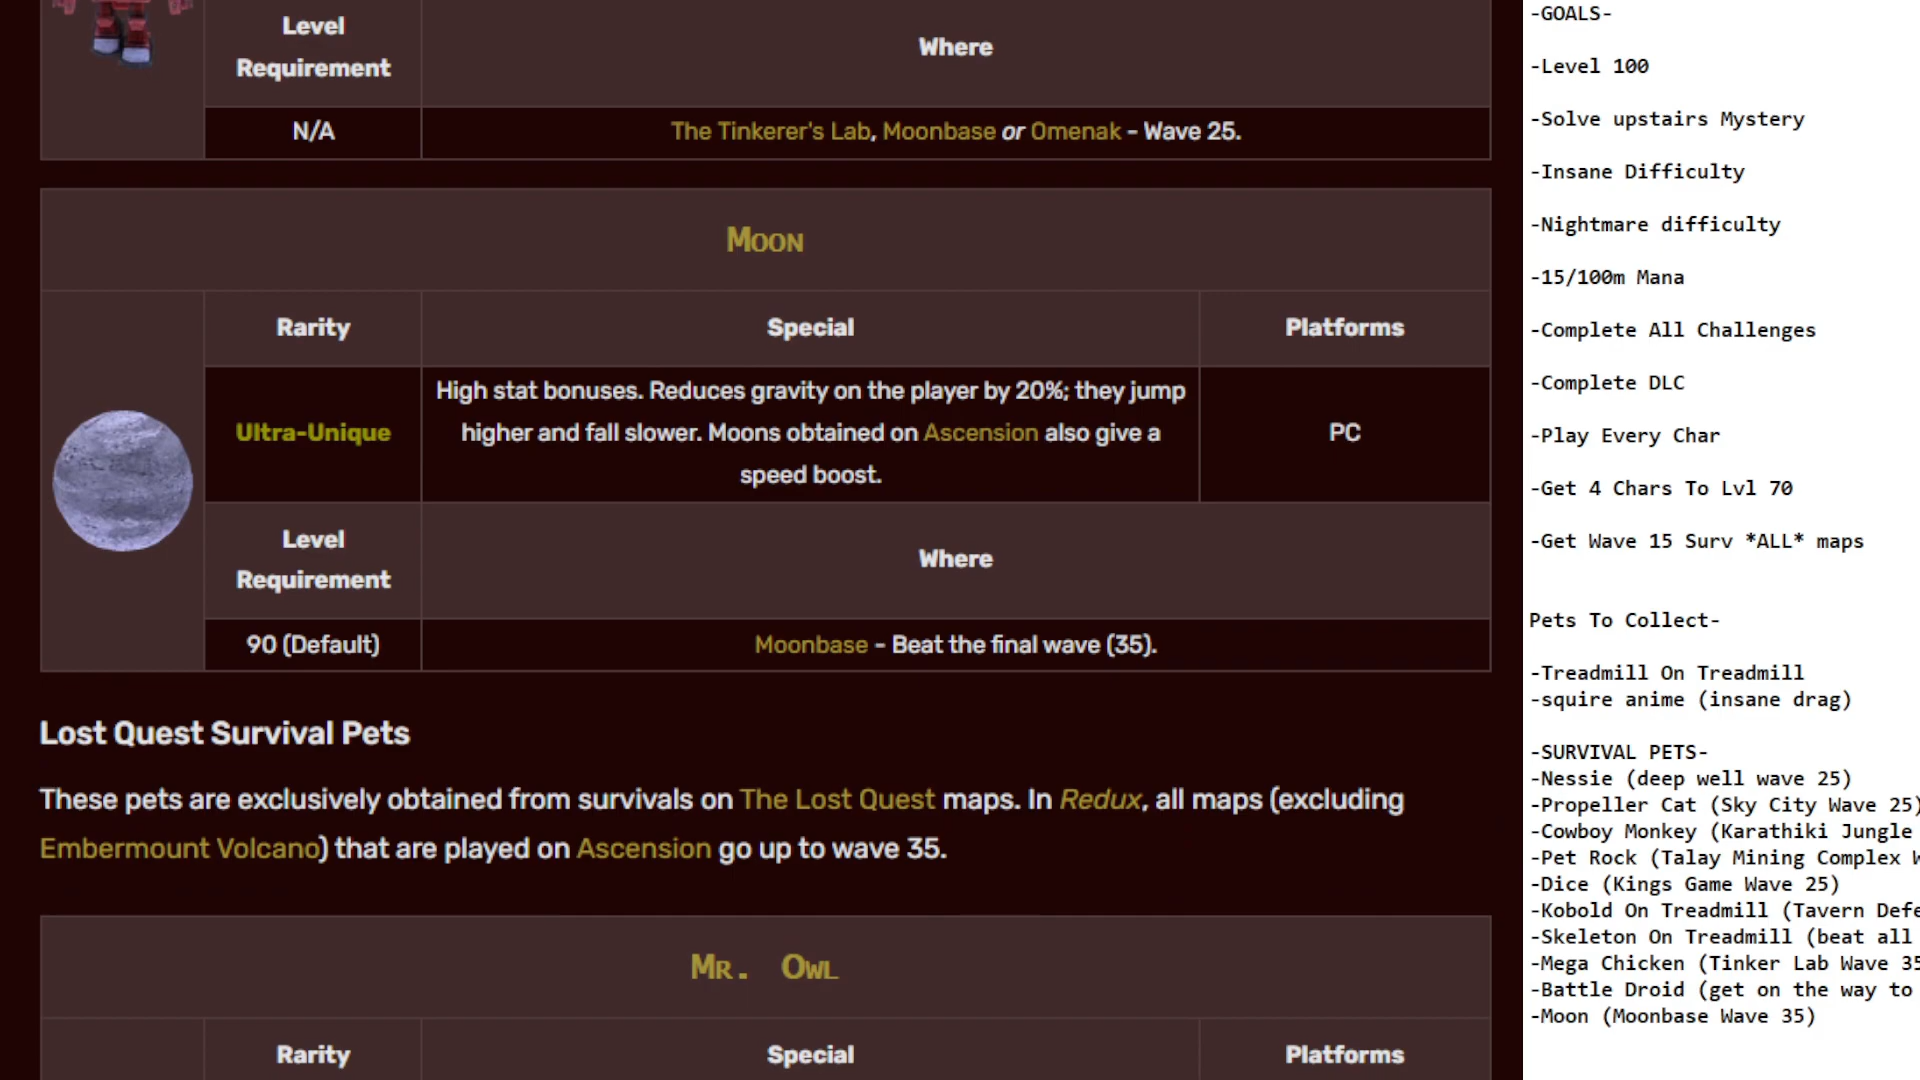 Level
Requirement
Where
N/A
The Tinkerer's Lab, Moonbase or Omenak - Wave 25.
Moon
Rarity
Special
Platforms
Ultra-Unique
High stat bonuses. Reduces gravity on the player by 20%; they jump
higher and fall slower. Moons obtained on Ascension also give a
speed boost.
PC
Level
Requirement
Where
90 (Default)
Moonbase - Beat the final wave (35).
Lost Quest Survival Pets
These pets are exclusively obtained from survivals on The Lost Quest maps. In Redux, all maps (excluding
Embermount Volcano) that are played on Ascension go up to wave 35.
Mr. Owl
Rarity
Special
Platforms
-GOALS-
-Level 100
-Solve upstairs Mystery
-Insane Difficulty
-Nightmare difficulty
-15/100m Mana
-Complete All Challenges
-Complete DLC
-Play Every Char
-Get 4 Chars To Lvl 70
-Get Wave 15 Surv *ALL* maps
Pets To Collect-
-Treadmill On Treadmill
-squire anime (insane drag)
-SURVIVAL PETS-
-Nessie (deep well wave 25)
-Propeller Cat (Sky City Wave 25)
-Cowboy Monkey (Karathiki Jungle
-Pet Rock (Talay Mining Complex
-Dice (Kings Game Wave 25)
-Kobold On Treadmill (Tavern Defe
-Skeleton On Treadmill (beat all
-Mega Chicken (Tinker Lab Wave 35
-Battle Droid (get on the way to
-Moon (Moonbase Wave 35)